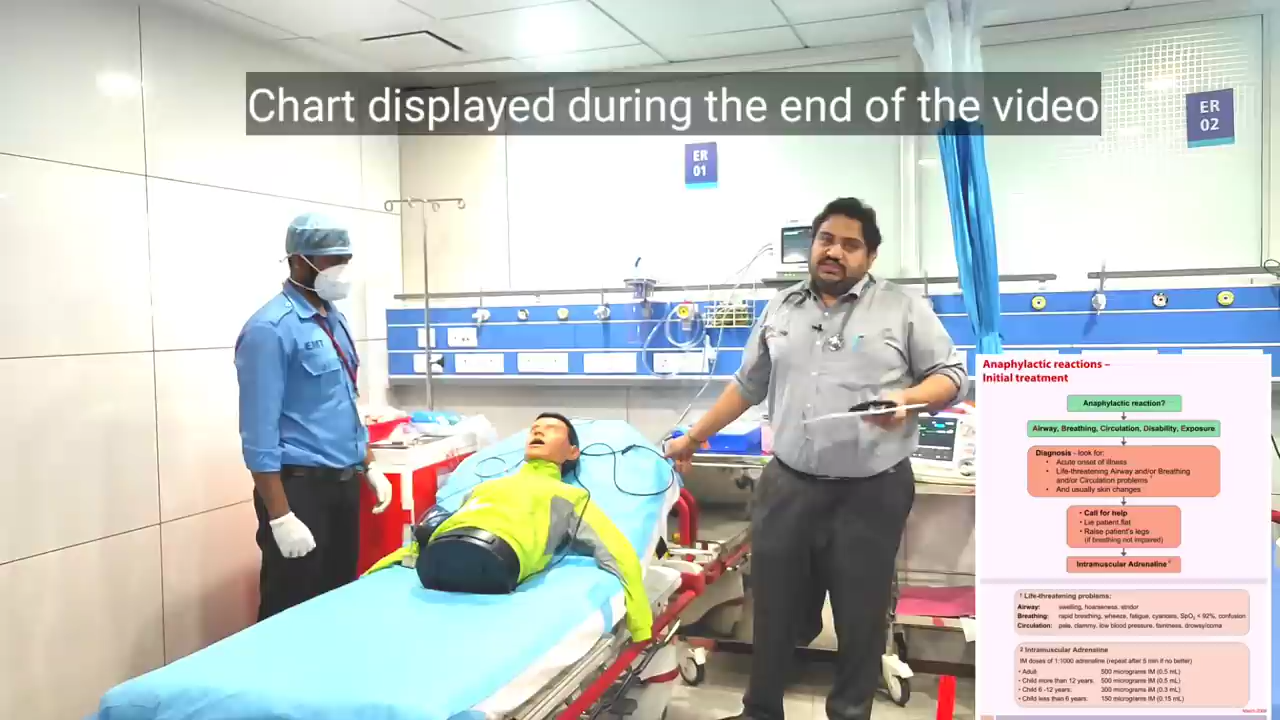 Chart displayed during the end of the video
ER
01
ER
02
EMT
Anaphylactic reactions –
Initial treatment
Anaphylactic reaction?
Airway, Breathing, Circulation, Disability, Exposure
Diagnosis - look for:
• Acute onset of illness
• Life-threatening Airway and/or Breathing
and/or Circulation problems ¹
• And usually skin changes
• Call for help
• Lie patient flat
• Raise patient's legs
(if breathing not impaired)
Intramuscular Adrenaline ²
¹ Life-threatening problems:
Airway: swelling, hoarseness, stridor
Breathing: rapid breathing, wheeze, fatigue, cyanosis, SpO₂ < 92%, confusion
Circulation: pale, clammy, low blood pressure, faintness, drowsy/coma
² Intramuscular Adrenaline
IM doses of 1:1000 adrenaline (repeat after 5 min if no better)
• Adult 500 micrograms IM (0.5 mL)
• Child more than 12 years: 500 micrograms IM (0.5 mL)
• Child 6 -12 years: 300 micrograms IM (0.3 mL)
• Child less than 6 years: 150 micrograms IM (0.15 mL)